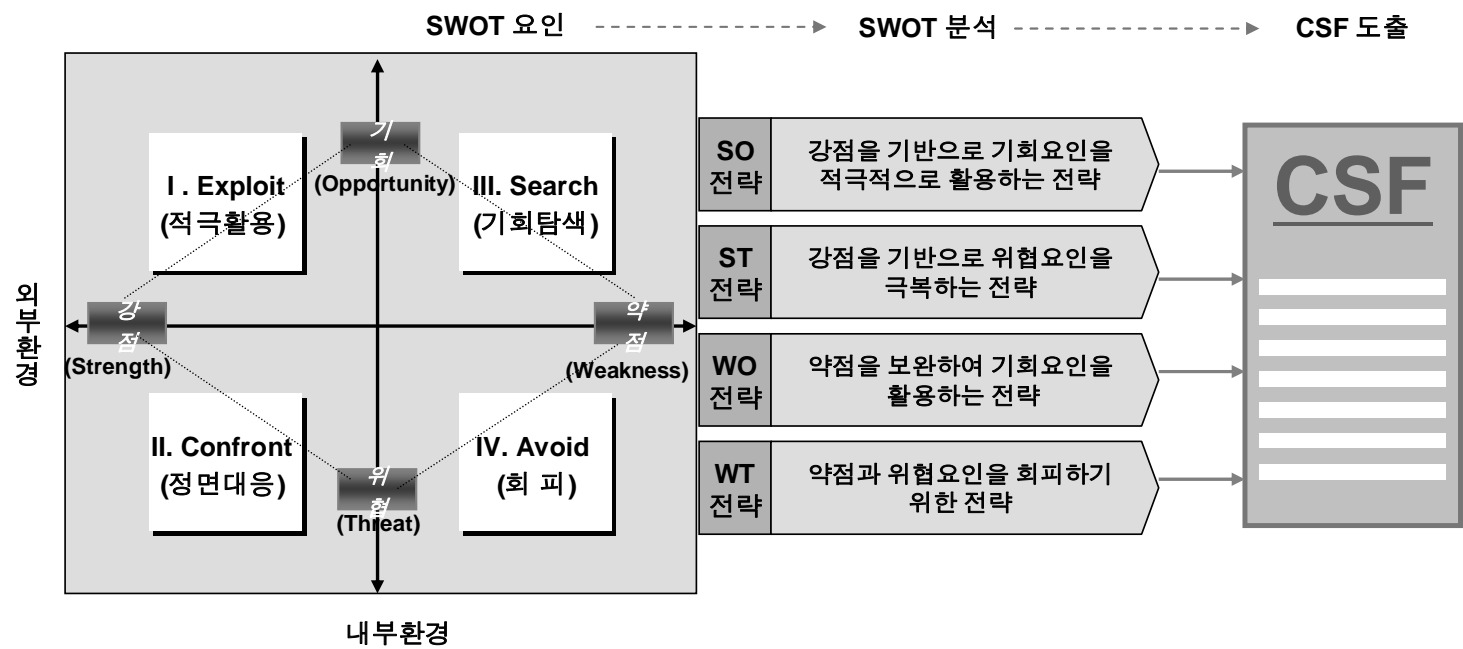 SWOT 요인
SWOT 분석
CSF 도출
기
회
(Opportunity)
I . Exploit
(적극활용)
III. Search
(기회탐색)
외부환경
강
점
(Strength)
약
점
(Weakness)
II. Confront
(정면대응)
IV. Avoid
(회 피)
위
협
(Threat)
내부환경
SO
전략
강점을 기반으로 기회요인을
적극적으로 활용하는 전략
ST
전략
강점을 기반으로 위협요인을
극복하는 전략
WO
전략
약점을 보완하여 기회요인을
활용하는 전략
WT
전략
약점과 위협요인을 회피하기
위한 전략
CSF